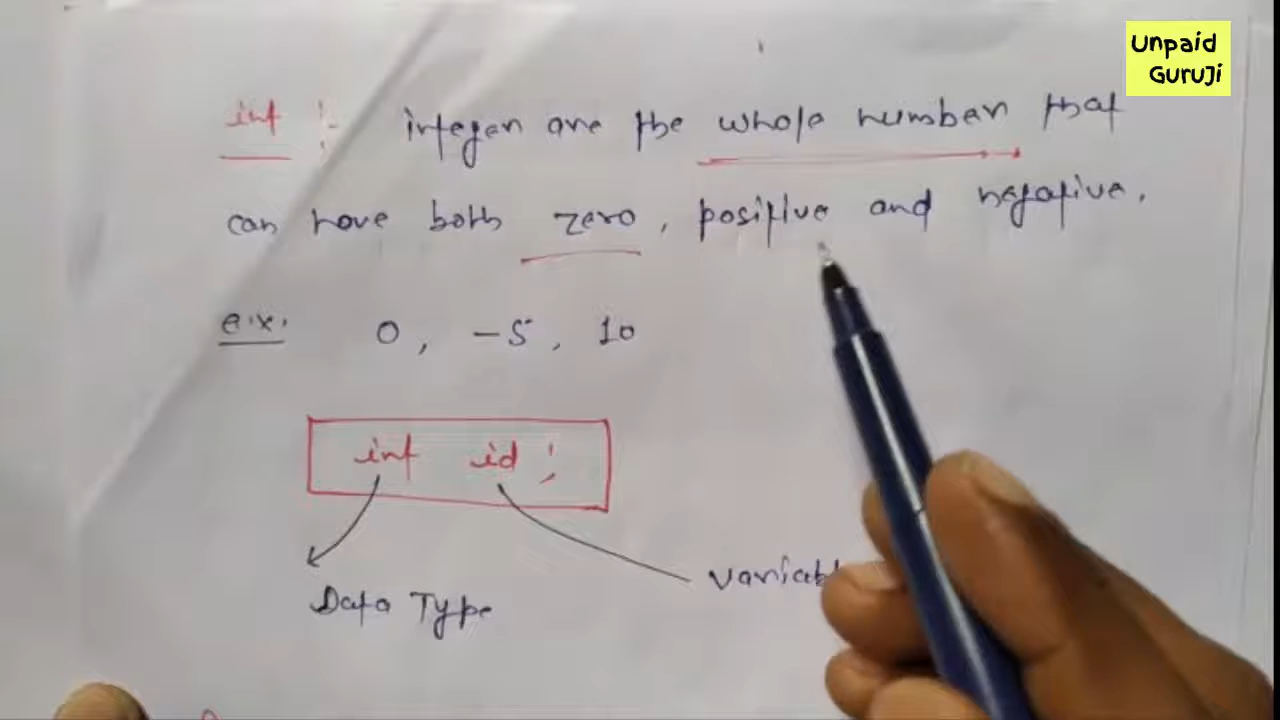 Unpaid
GuruJi
int :- integer are the whole number that
can have both zero, positive and negative.
e.x. 0, -5, 10
int id ;
Data Type